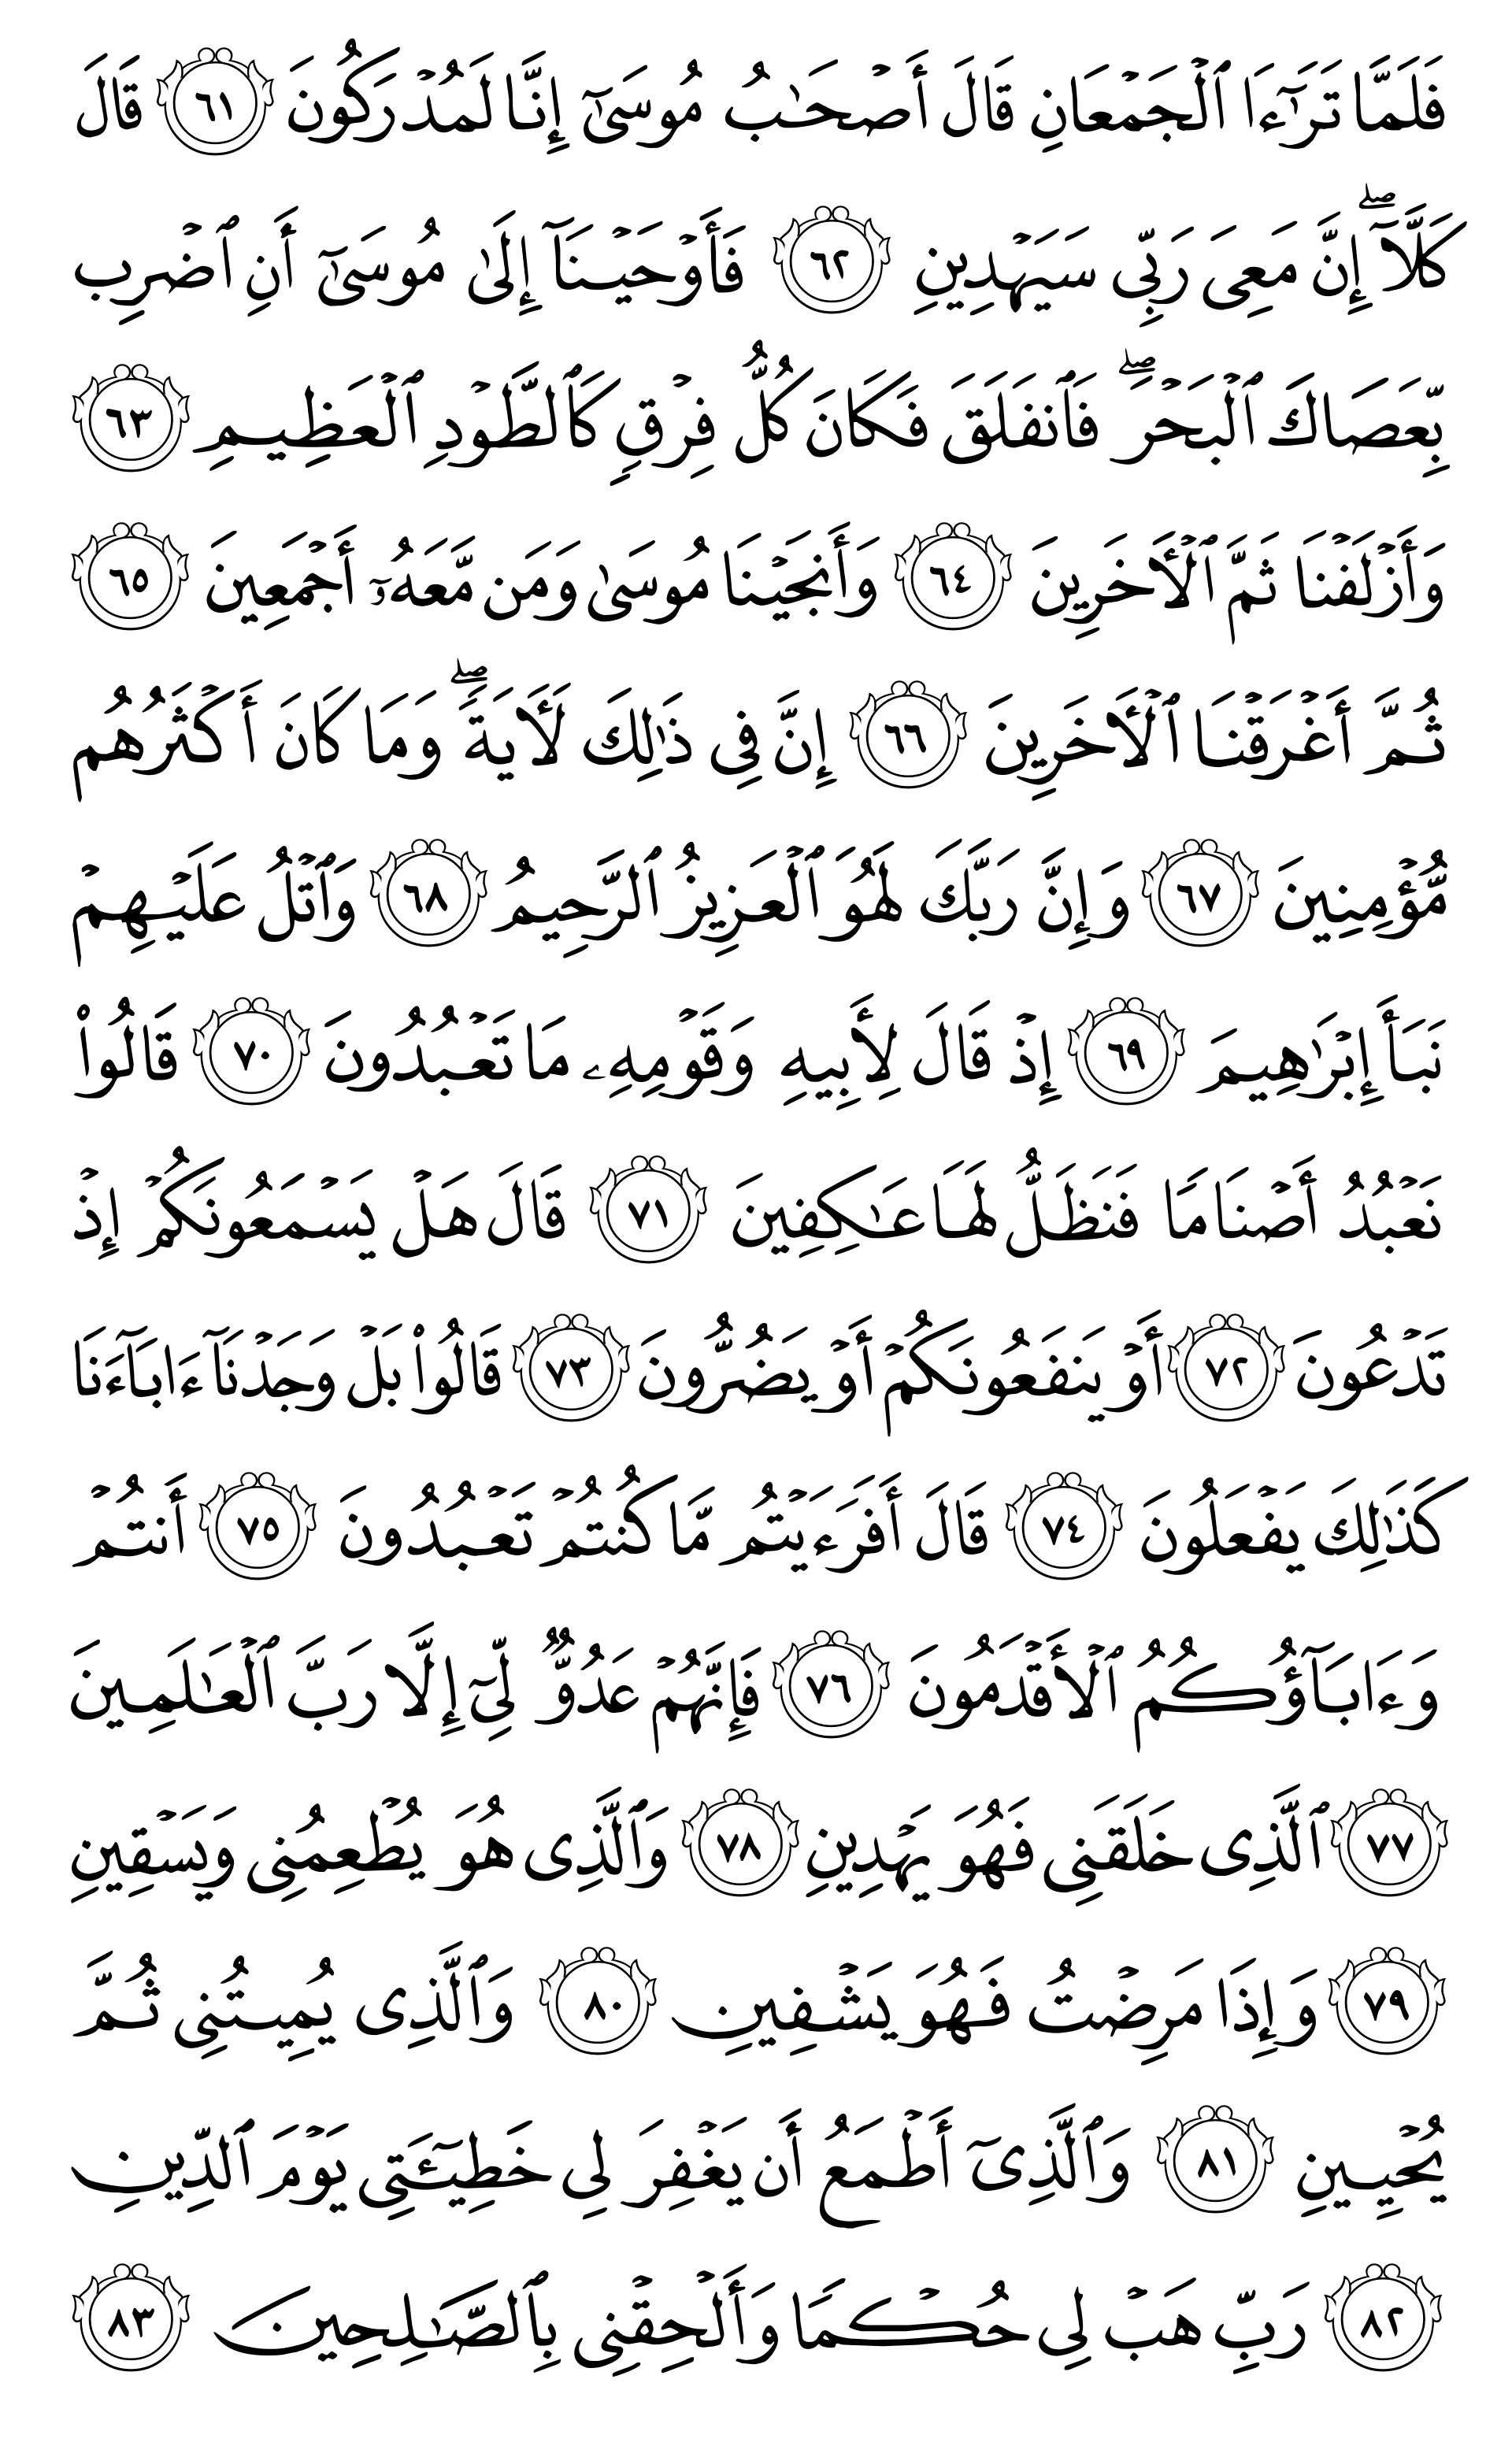 فَلَمَّا تَرَٰٓءَا ٱلْجَمْعَانِ قَالَ أَصْحَٰبُ مُوسَىٰٓ إِنَّا لَمُدْرَكُونَ ٦١ قَالَ
كَلَّآ ۖ إِنَّ مَعِىَ رَبِّى سَيَهْدِينِ ٦٢ فَأَوْحَيْنَآ إِلَىٰ مُوسَىٰٓ أَنِ ٱضْرِب
بِّعَصَاكَ ٱلْبَحْرَ ۖ فَٱنفَلَقَ فَكَانَ كُلُّ فِرْقٍ كَٱلطَّوْدِ ٱلْعَظِيمِ ٦٣
وَأَزْلَفْنَا ثَمَّ ٱلْأَخَرِينَ ٦٤ وَأَنجَيْنَا مُوسَىٰ وَمَن مَّعَهُۥٓ أَجْمَعِينَ ٦٥
ثُمَّ أَغْرَقْنَا ٱلْأَخَرِينَ ٦٦ إِنَّ فِى ذَٰلِكَ لَأَيَةً ۖ وَمَا كَانَ أَكْثَرُهُم
مُّؤْمِنِينَ ٦٧ وَإِنَّ رَبَّكَ لَهُوَ ٱلْعَزِيزُ ٱلرَّحِيمُ ٦٨ وَٱتْلُ عَلَيْهِمْ
نَبَأَ إِبْرَٰهِيمَ ٦٩ إِذْ قَالَ لِأَبِيهِ وَقَوْمِهِۦ مَا تَعْبُدُونَ ٧٠ قَالُوا۟
نَعْبُدُ أَصْنَامًا فَنَظَلُّ لَهَا عَٰكِفِينَ ٧١ قَالَ هَلْ يَسْمَعُونَكُمْ إِذْ
تَدْعُونَ ٧٢ أَوْ يَنفَعُونَكُمْ أَوْ يَضُرُّونَ ٧٣ قَالُوا۟ بَلْ وَجَدْنَآ ءَابَآءَنَا
كَذَٰلِكَ يَفْعَلُونَ ٧٤ قَالَ أَفَرَءَيْتُم مَّا كُنتُمْ تَعْبُدُونَ ٧٥ أَنتُمْ
وَءَابَآؤُكُمُ ٱلْأَقْدَمُونَ ٧٦ فَإِنَّهُمْ عَدُوٌّ لِّىٓ إِلَّا رَبَّ ٱلْعَٰلَمِينَ
٧٧ ٱلَّذِى خَلَقَنِى فَهُوَ يَهْدِينِ ٧٨ وَٱلَّذِى هُوَ يُطْعِمُنِى وَيَسْقِينِ
٧٩ وَإِذَا مَرِضْتُ فَهُوَ يَشْفِينِ ٨٠ وَٱلَّذِى يُمِيتُنِى ثُمَّ
يُحْيِينِ ٨١ وَٱلَّذِىٓ أَطْمَعُ أَن يَغْفِرَ لِى خَطِيٓـَٔتِى يَوْمَ ٱلدِّينِ
٨٢ رَبِّ هَبْ لِى حُكْمًا وَأَلْحِقْنِى بِٱلصَّٰلِحِينَ ٨٣